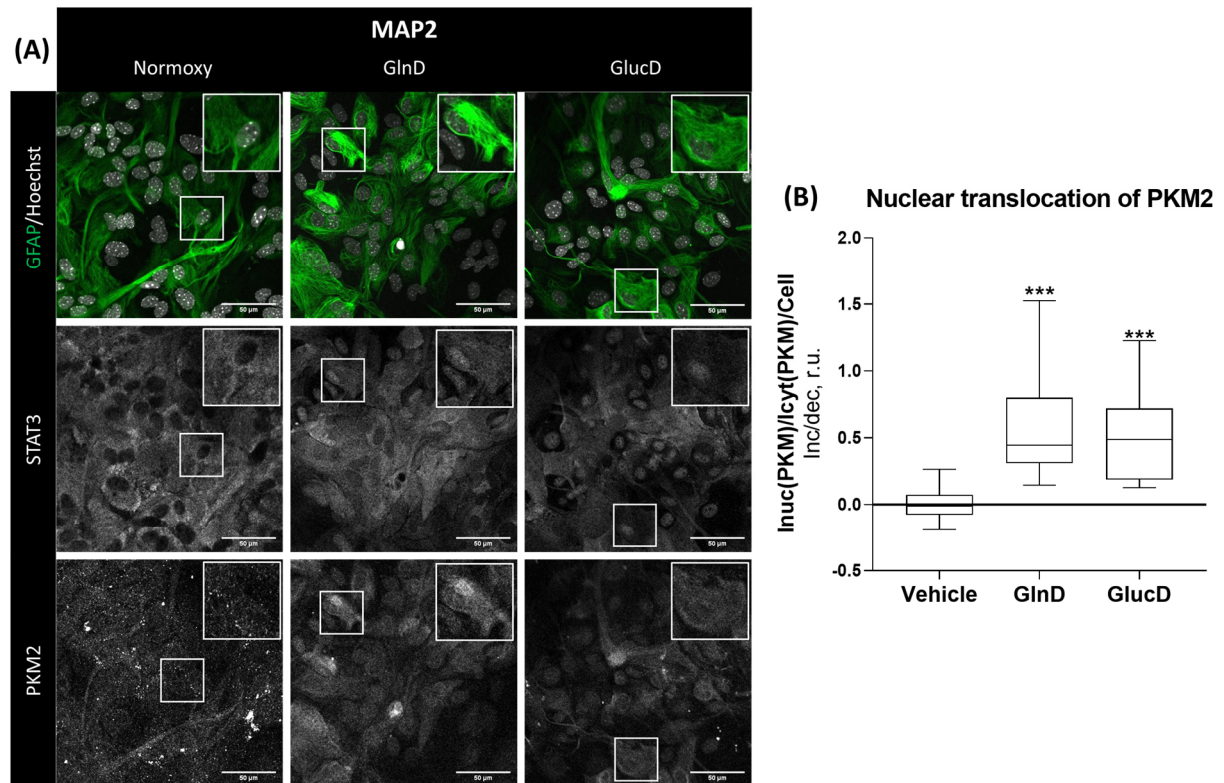 (A)
MAP2
Normoxy GlnD GlucD
GFAP/Hoechst
50 µm 50 µm 50 µm
STAT3
50 µm 50 µm 50 µm
PKM2
50 µm 50 µm 50 µm
(B) Nuclear translocation of PKM2
Inuc(PKM)/Icyt(PKM)/Cell
Inc/dec, r.u.
2.0
1.5
1.0
0.5
0.0
-0.5
***
***
Vehicle GlnD GlucD